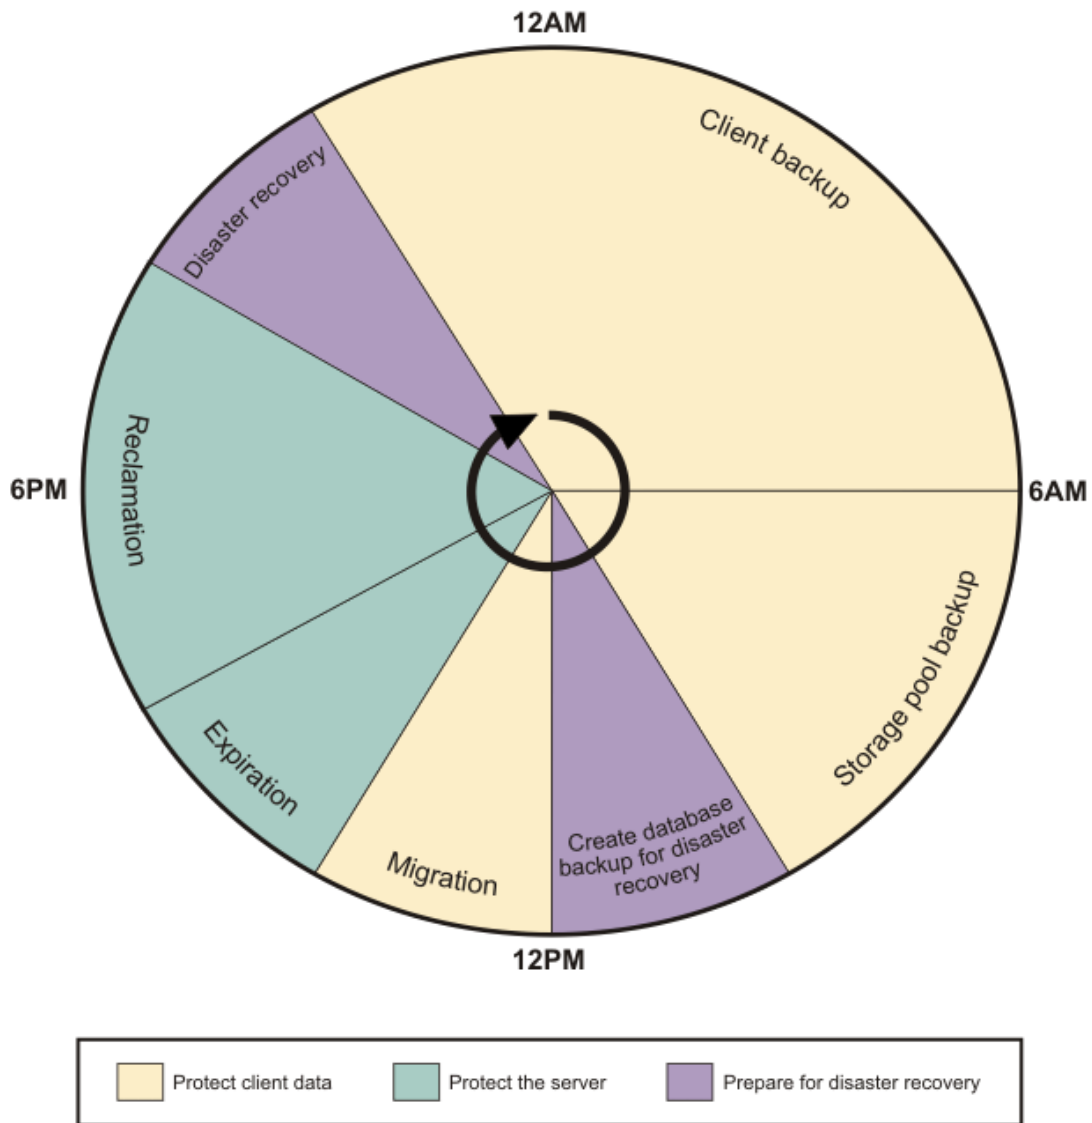 12AM
Client backup
Disaster recovery
Reclamation
6PM
6AM
Storage pool backup
Expiration
Create database
backup for disaster
recovery
Migration
12PM
Protect client data
Protect the server
Prepare for disaster recovery